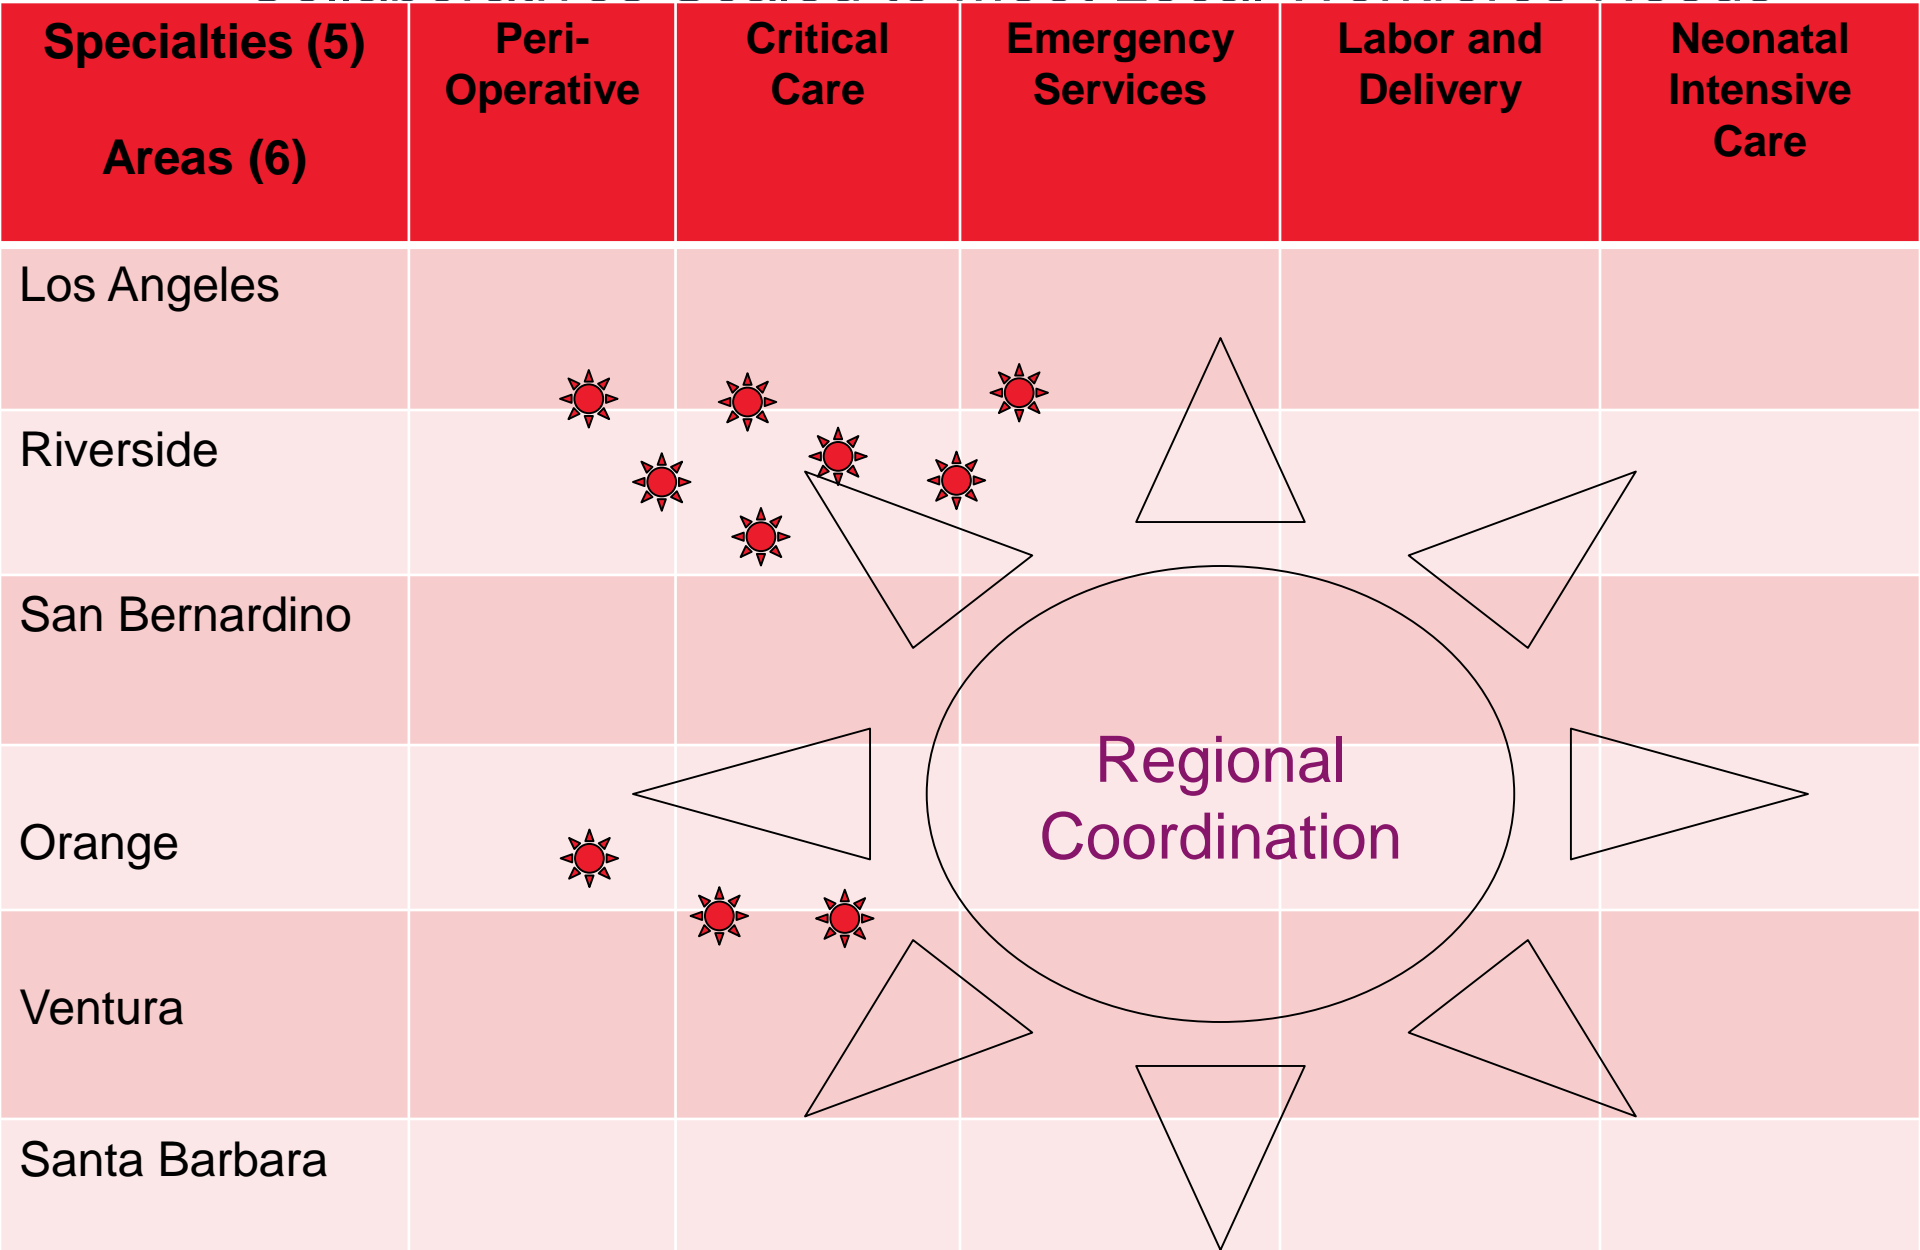 Specialties (5)
Areas (6)
Peri-
Operative
Critical
Care
Emergency
Services
Labor and
Delivery
Neonatal
Intensive
Care
Los Angeles
Riverside
San Bernardino
Orange
Ventura
Santa Barbara
Regional
Coordination